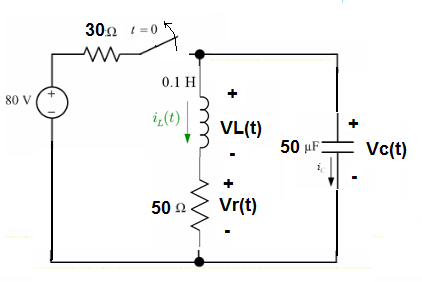 30Ω t = 0
80 V
+
0.1 H
+
i_L(t)
VL(t)
-
50 μF
+
Vc(t)
i_c
-
+
50 Ω
Vr(t)
-